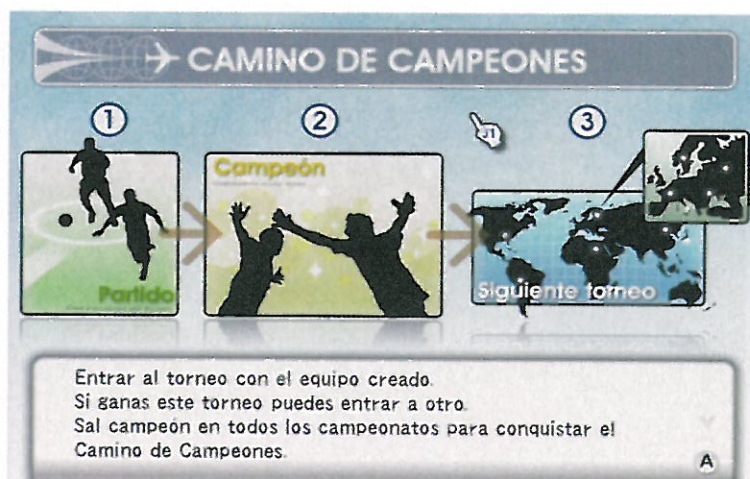 CAMINO DE CAMPEONES
1
2
3
J1
Campeón
Partido
Siguiente torneo
Entrar al torneo con el equipo creado.
Si ganas este torneo puedes entrar a otro.
Sal campeón en todos los campeonatos para conquistar el
Camino de Campeones.
A